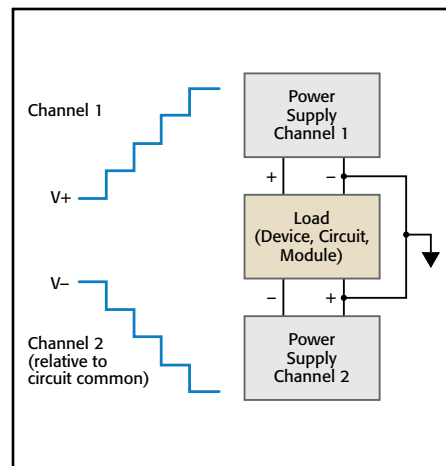 Channel 1
V+
Power
Supply
Channel 1
+
–
Load
(Device, Circuit,
Module)
V–
–
+
Channel 2
(relative to
circuit common)
Power
Supply
Channel 2